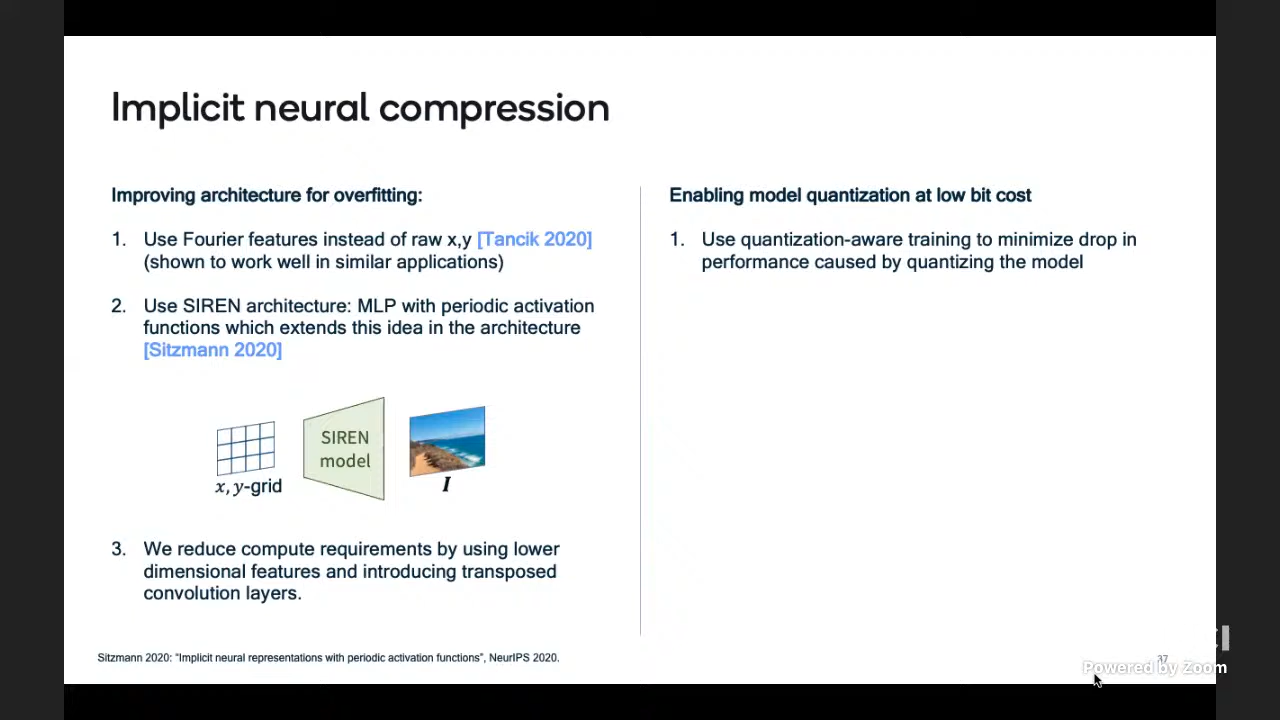 Implicit neural compression
Improving architecture for overfitting:
1. Use Fourier features instead of raw x,y [Tancik 2020]
(shown to work well in similar applications)
2. Use SIREN architecture: MLP with periodic activation
functions which extends this idea in the architecture
[Sitzmann 2020]
SIREN
model
x, y-grid
I
3. We reduce compute requirements by using lower
dimensional features and introducing transposed
convolution layers.
Enabling model quantization at low bit cost
1. Use quantization-aware training to minimize drop in
performance caused by quantizing the model
Sitzmann 2020: “Implicit neural representations with periodic activation functions”, NeurIPS 2020.
Powered by Zoom